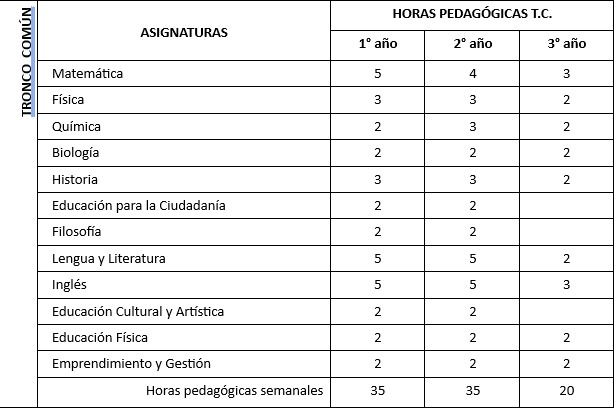 TRONCO COMÚN
ASIGNATURAS
HORAS PEDAGÓGICAS T.C.
1° año 2° año 3° año
Matemática 5 4 3
Física 3 3 2
Química 2 3 2
Biología 2 2 2
Historia 3 3 2
Educación para la Ciudadanía 2 2
Filosofía 2 2
Lengua y Literatura 5 5 2
Inglés 5 5 3
Educación Cultural y Artística 2 2
Educación Física 2 2 2
Emprendimiento y Gestión 2 2 2
Horas pedagógicas semanales 35 35 20